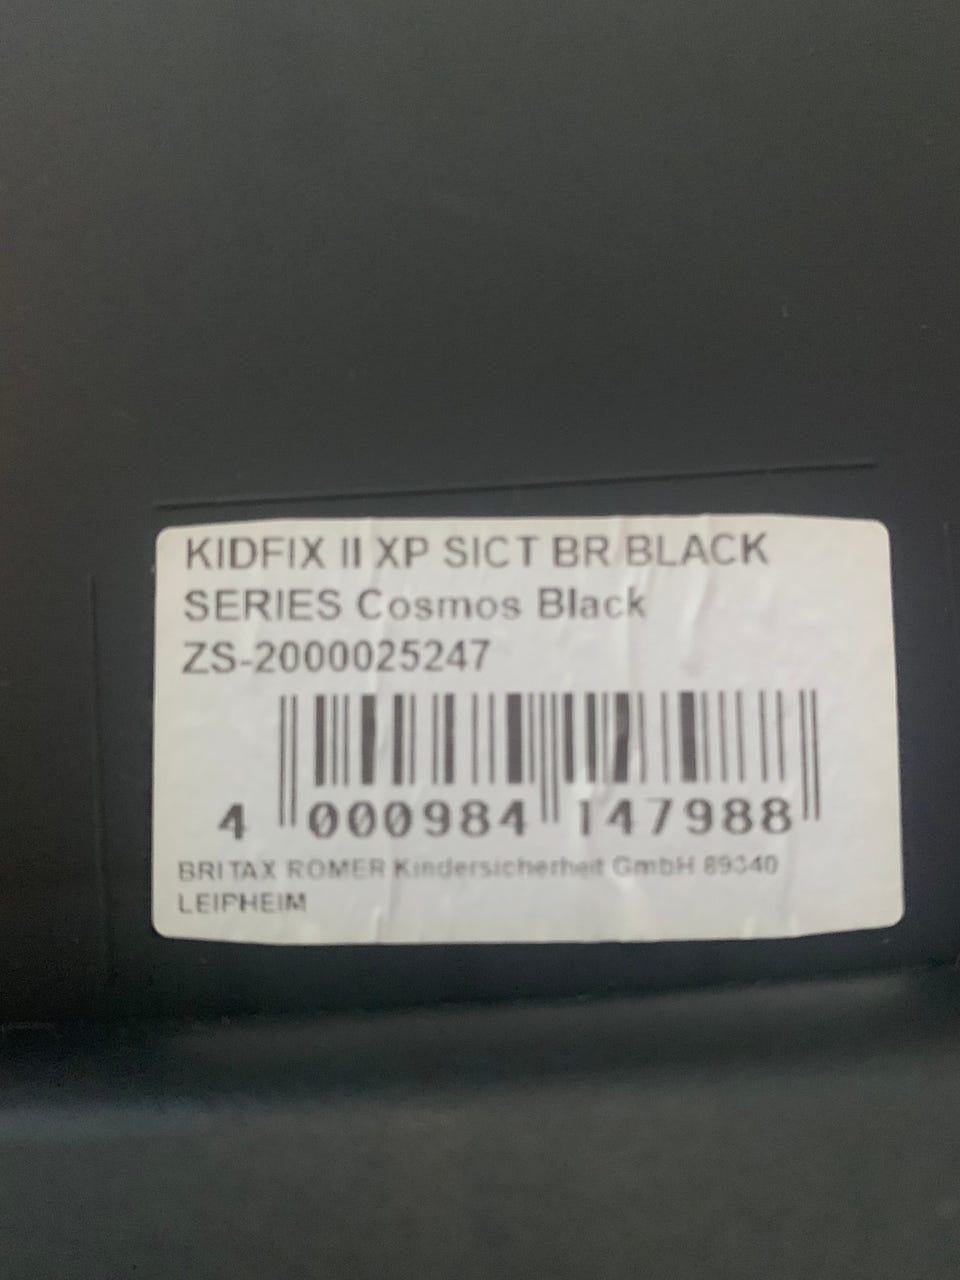 KIDFIX II XP SICT BR BLACK
SERIES Cosmos Black
ZS-2000025247
4 000984 147988
BRITAX ROMER Kindersicherheit GmbH 89340
LEIPHEIM